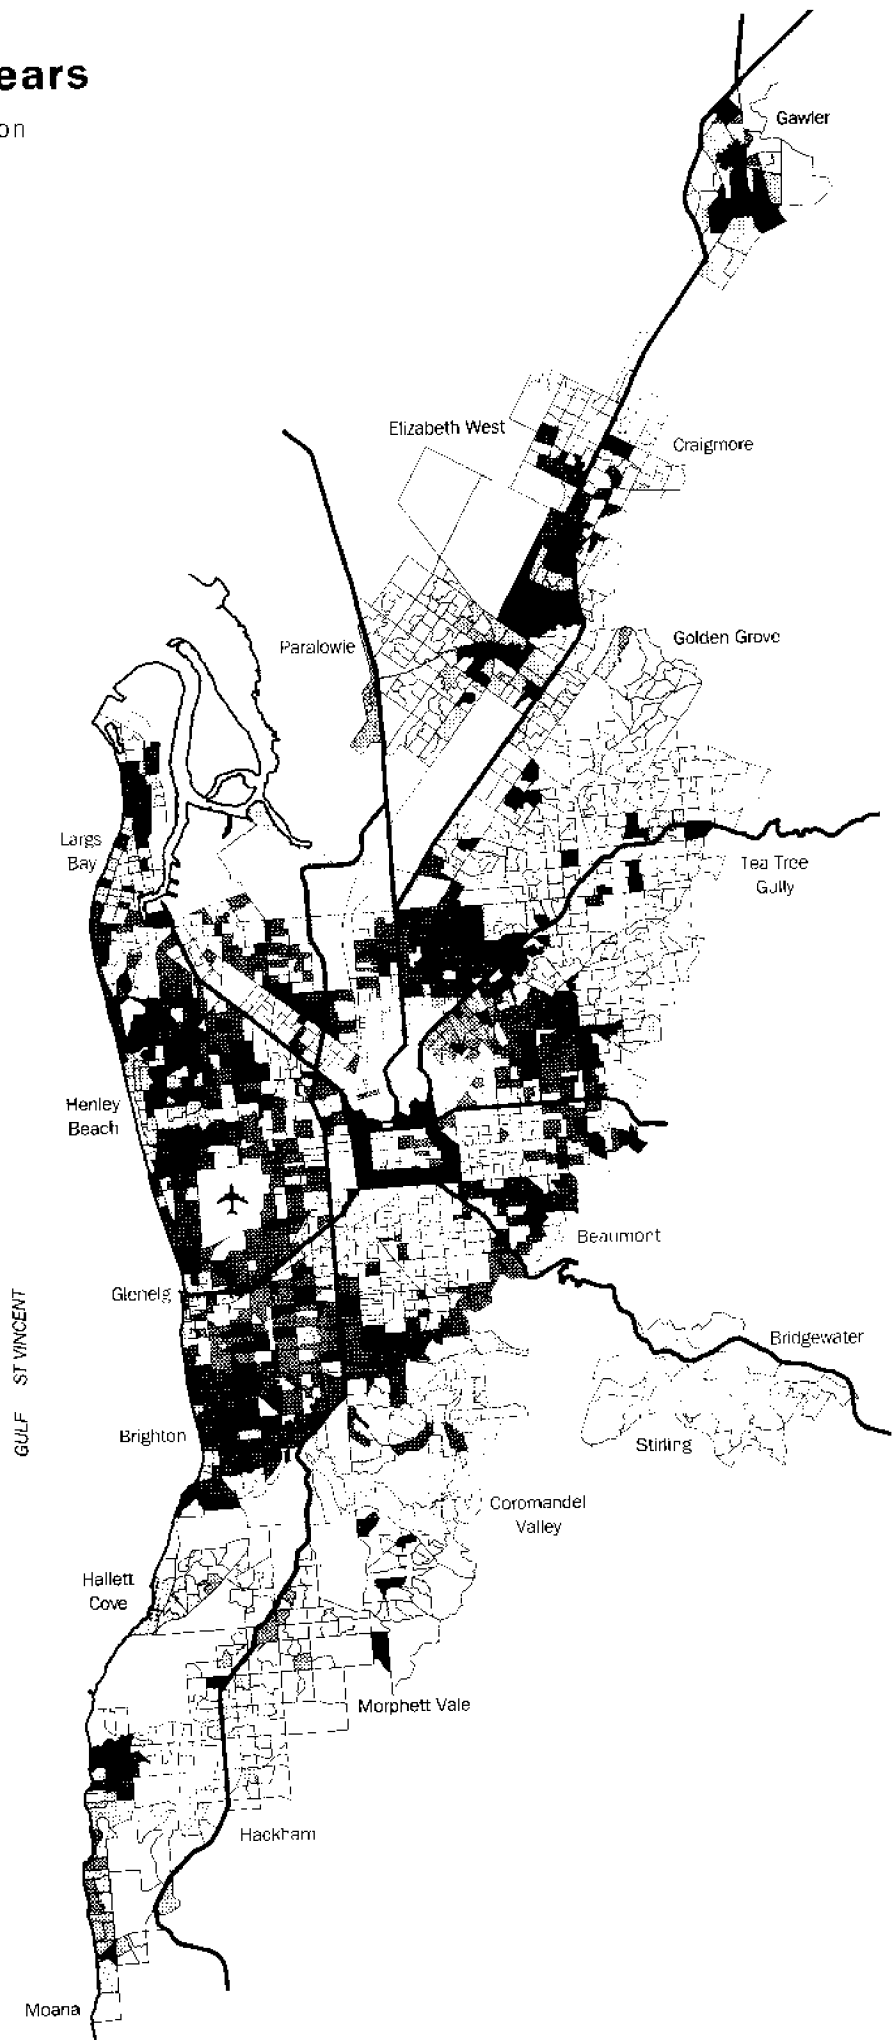 ears
on
Gawler
Elizabeth West
Craigmore
Paralowie
Golden Grove
Largs
Bay
Tea Tree
Gully
Henley
Beach
Beaumont
Glenelg
GULF ST VINCENT
Bridgewater
Brighton
Stirling
Coromandel
Valley
Hallett
Cove
Morphett Vale
Hackham
Moana